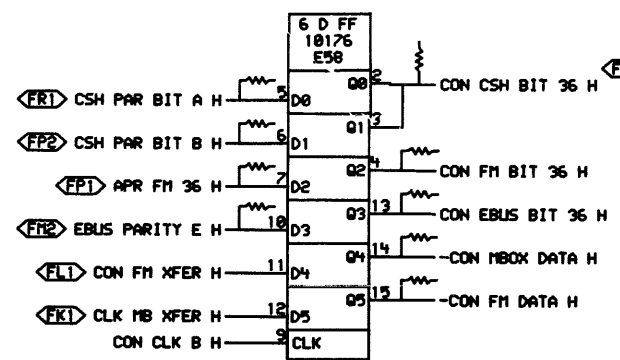 6 D FF
10176
E58
<FR1> CSH PAR BIT A H 5 D0 Q0 2 CON CSH BIT 36 H <F
<FP2> CSH PAR BIT B H 6 D1 Q1 3
<FP1> APR FM 36 H 7 D2 Q2 4 CON FM BIT 36 H
<FM2> EBUS PARITY E H 10 D3 Q3 13 CON EBUS BIT 36 H
<FL1> CON FM XFER H 11 D4 Q4 14 -CON MBOX DATA H
<FK1> CLK MB XFER H 12 D5 Q5 15 -CON FM DATA H
CON CLK B H 9 CLK